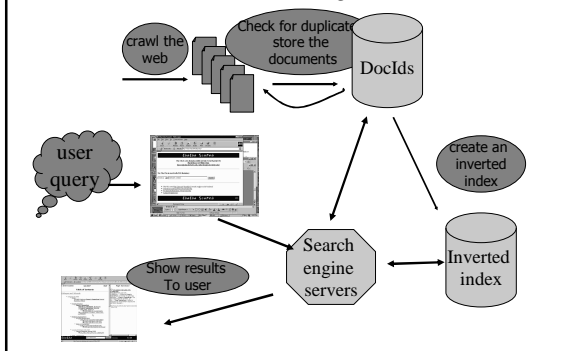 crawl the
web
Check for duplicate
store the
documents
DocIds
user
query
create an
inverted
index
Search
engine
servers
Inverted
index
Show results
To user